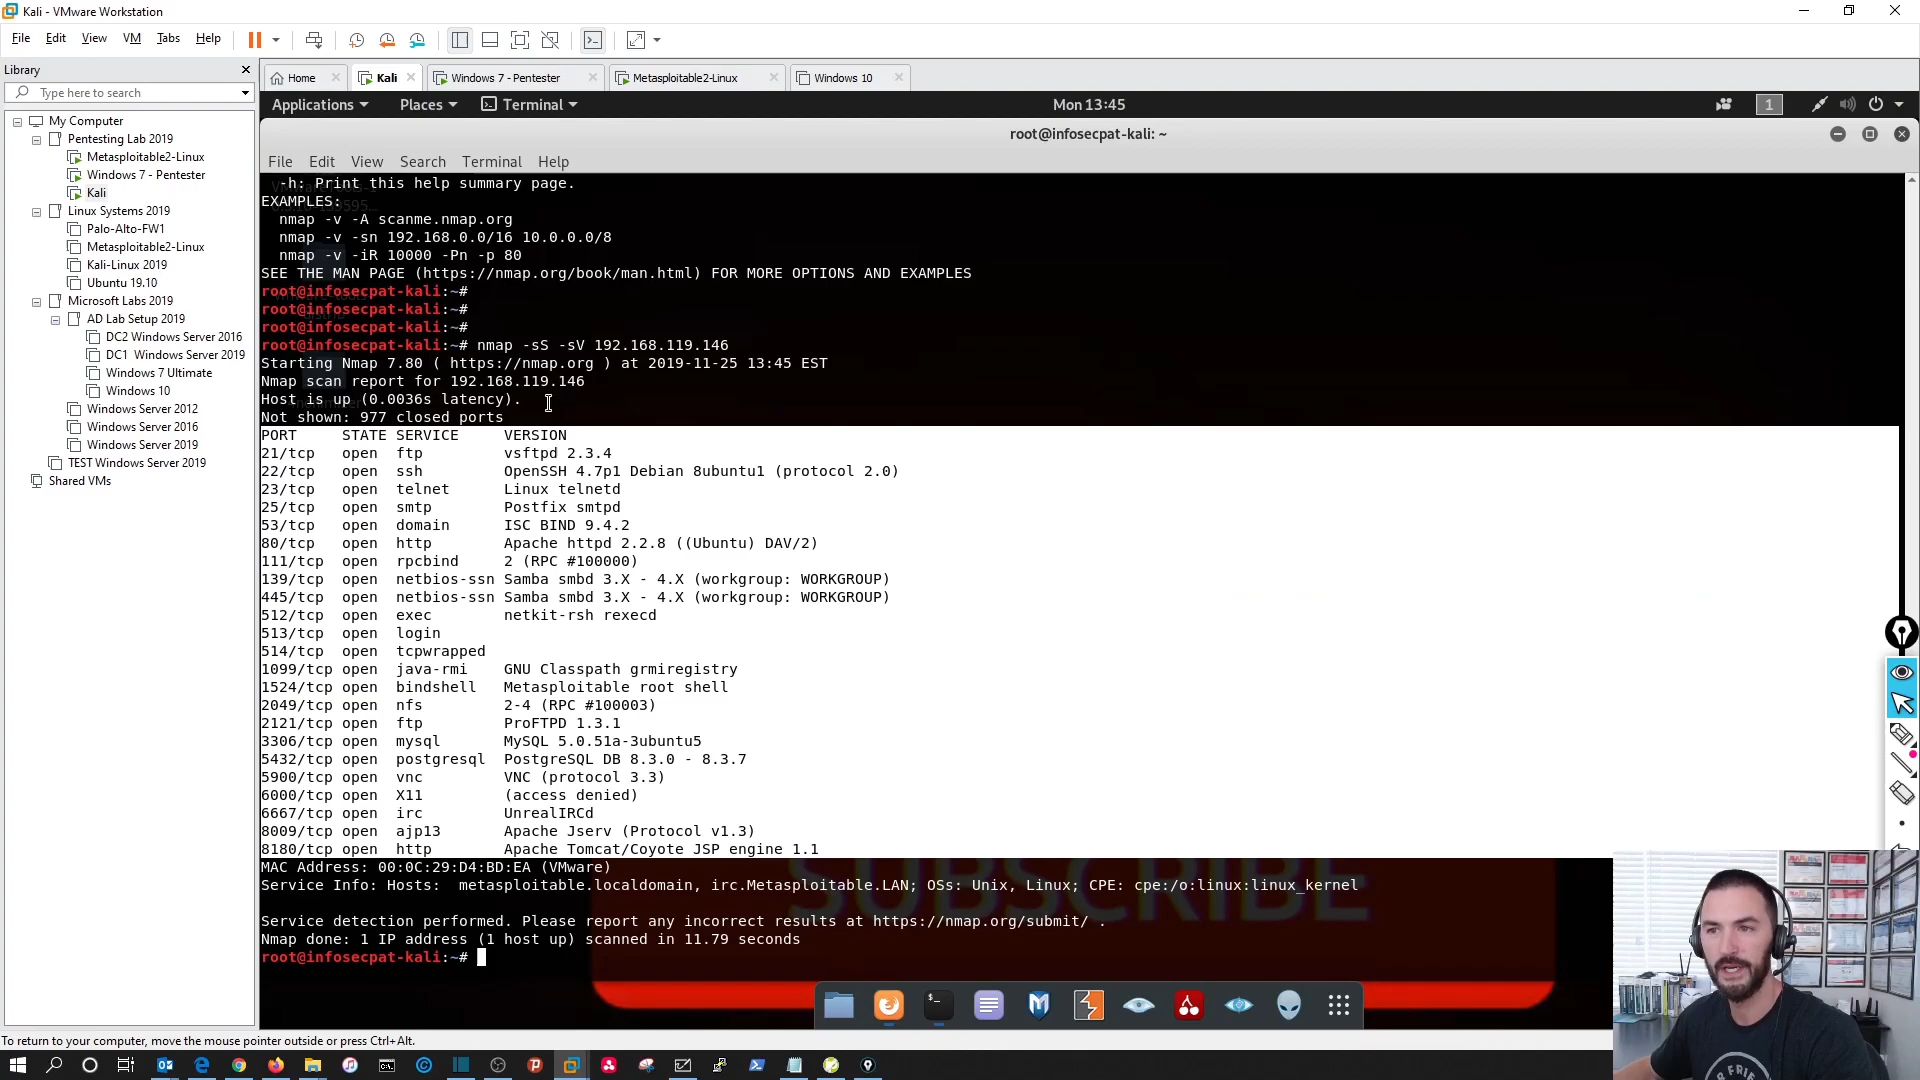 Kali - VMware Workstation
File Edit View VM Tabs Help
Library
Type here to search
My Computer
Pentesting Lab 2019
Metasploitable2-Linux
Windows 7 - Pentester
Kali
Linux Systems 2019
Palo-Alto-FW1
Metasploitable2-Linux
Kali-Linux 2019
Ubuntu 19.10
Microsoft Labs 2019
AD Lab Setup 2019
DC2 Windows Server 2016
DC1 Windows Server 2019
Windows 7 Ultimate
Windows 10
Windows Server 2012
Windows Server 2016
Windows Server 2019
TEST Windows Server 2019
Shared VMs
Home Kali Windows 7 - Pentester Metasploitable2-Linux Windows 10
Applications Places Terminal Mon 13:45 1
root@infosecpat-kali: ~
File Edit View Search Terminal Help
-h: Print this help summary page.
EXAMPLES:
nmap -v -A scanme.nmap.org
nmap -v -sn 192.168.0.0/16 10.0.0.0/8
nmap -v -iR 10000 -Pn -p 80
SEE THE MAN PAGE (https://nmap.org/book/man.html) FOR MORE OPTIONS AND EXAMPLES
root@infosecpat-kali:~#
root@infosecpat-kali:~#
root@infosecpat-kali:~#
root@infosecpat-kali:~# nmap -sS -sV 192.168.119.146
Starting Nmap 7.80 ( https://nmap.org ) at 2019-11-25 13:45 EST
Nmap scan report for 192.168.119.146
Host is up (0.0036s latency).
Not shown: 977 closed ports
PORT STATE SERVICE VERSION
21/tcp open ftp vsftpd 2.3.4
22/tcp open ssh OpenSSH 4.7p1 Debian 8ubuntu1 (protocol 2.0)
23/tcp open telnet Linux telnetd
25/tcp open smtp Postfix smtpd
53/tcp open domain ISC BIND 9.4.2
80/tcp open http Apache httpd 2.2.8 ((Ubuntu) DAV/2)
111/tcp open rpcbind 2 (RPC #100000)
139/tcp open netbios-ssn Samba smbd 3.X - 4.X (workgroup: WORKGROUP)
445/tcp open netbios-ssn Samba smbd 3.X - 4.X (workgroup: WORKGROUP)
512/tcp open exec netkit-rsh rexecd
513/tcp open login
514/tcp open tcpwrapped
1099/tcp open java-rmi GNU Classpath grmiregistry
1524/tcp open bindshell Metasploitable root shell
2049/tcp open nfs 2-4 (RPC #100003)
2121/tcp open ftp ProFTPD 1.3.1
3306/tcp open mysql MySQL 5.0.51a-3ubuntu5
5432/tcp open postgresql PostgreSQL DB 8.3.0 - 8.3.7
5900/tcp open vnc VNC (protocol 3.3)
6000/tcp open X11 (access denied)
6667/tcp open irc UnrealIRCd
8009/tcp open ajp13 Apache Jserv (Protocol v1.3)
8180/tcp open http Apache Tomcat/Coyote JSP engine 1.1
MAC Address: 00:0C:29:D4:BD:EA (VMware)
Service Info: Hosts: metasploitable.localdomain, irc.Metasploitable.LAN; OSs: Unix, Linux; CPE: cpe:/o:linux:linux_kernel
SUBSCRIBE
Service detection performed. Please report any incorrect results at https://nmap.org/submit/ .
Nmap done: 1 IP address (1 host up) scanned in 11.79 seconds
root@infosecpat-kali:~#
To return to your computer, move the mouse pointer outside or press Ctrl+Alt.